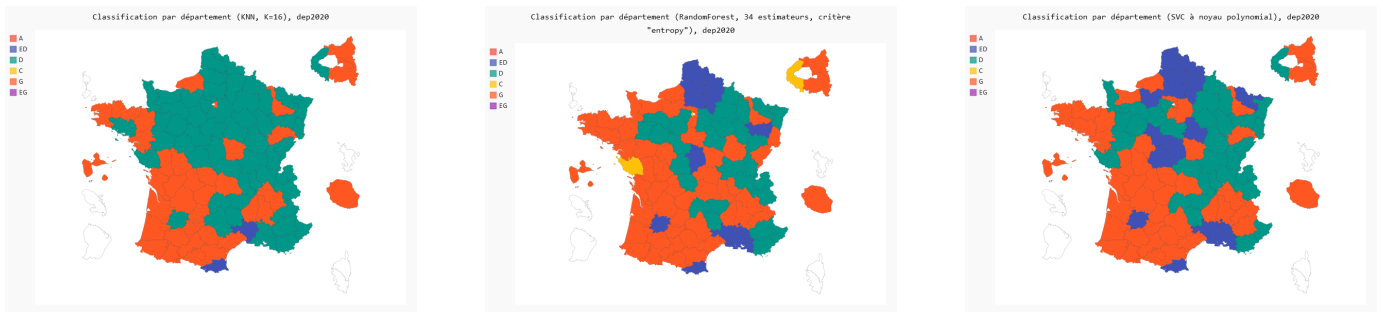 Classification par département (KNN, K=16), dep2020
A
ED
D
C
G
EG
Classification par département (RandomForest, 34 estimateurs, critère
"entropy"), dep2020
A
ED
D
C
G
EG
Classification par département (SVC à noyau polynomial), dep2020
A
ED
D
C
G
EG